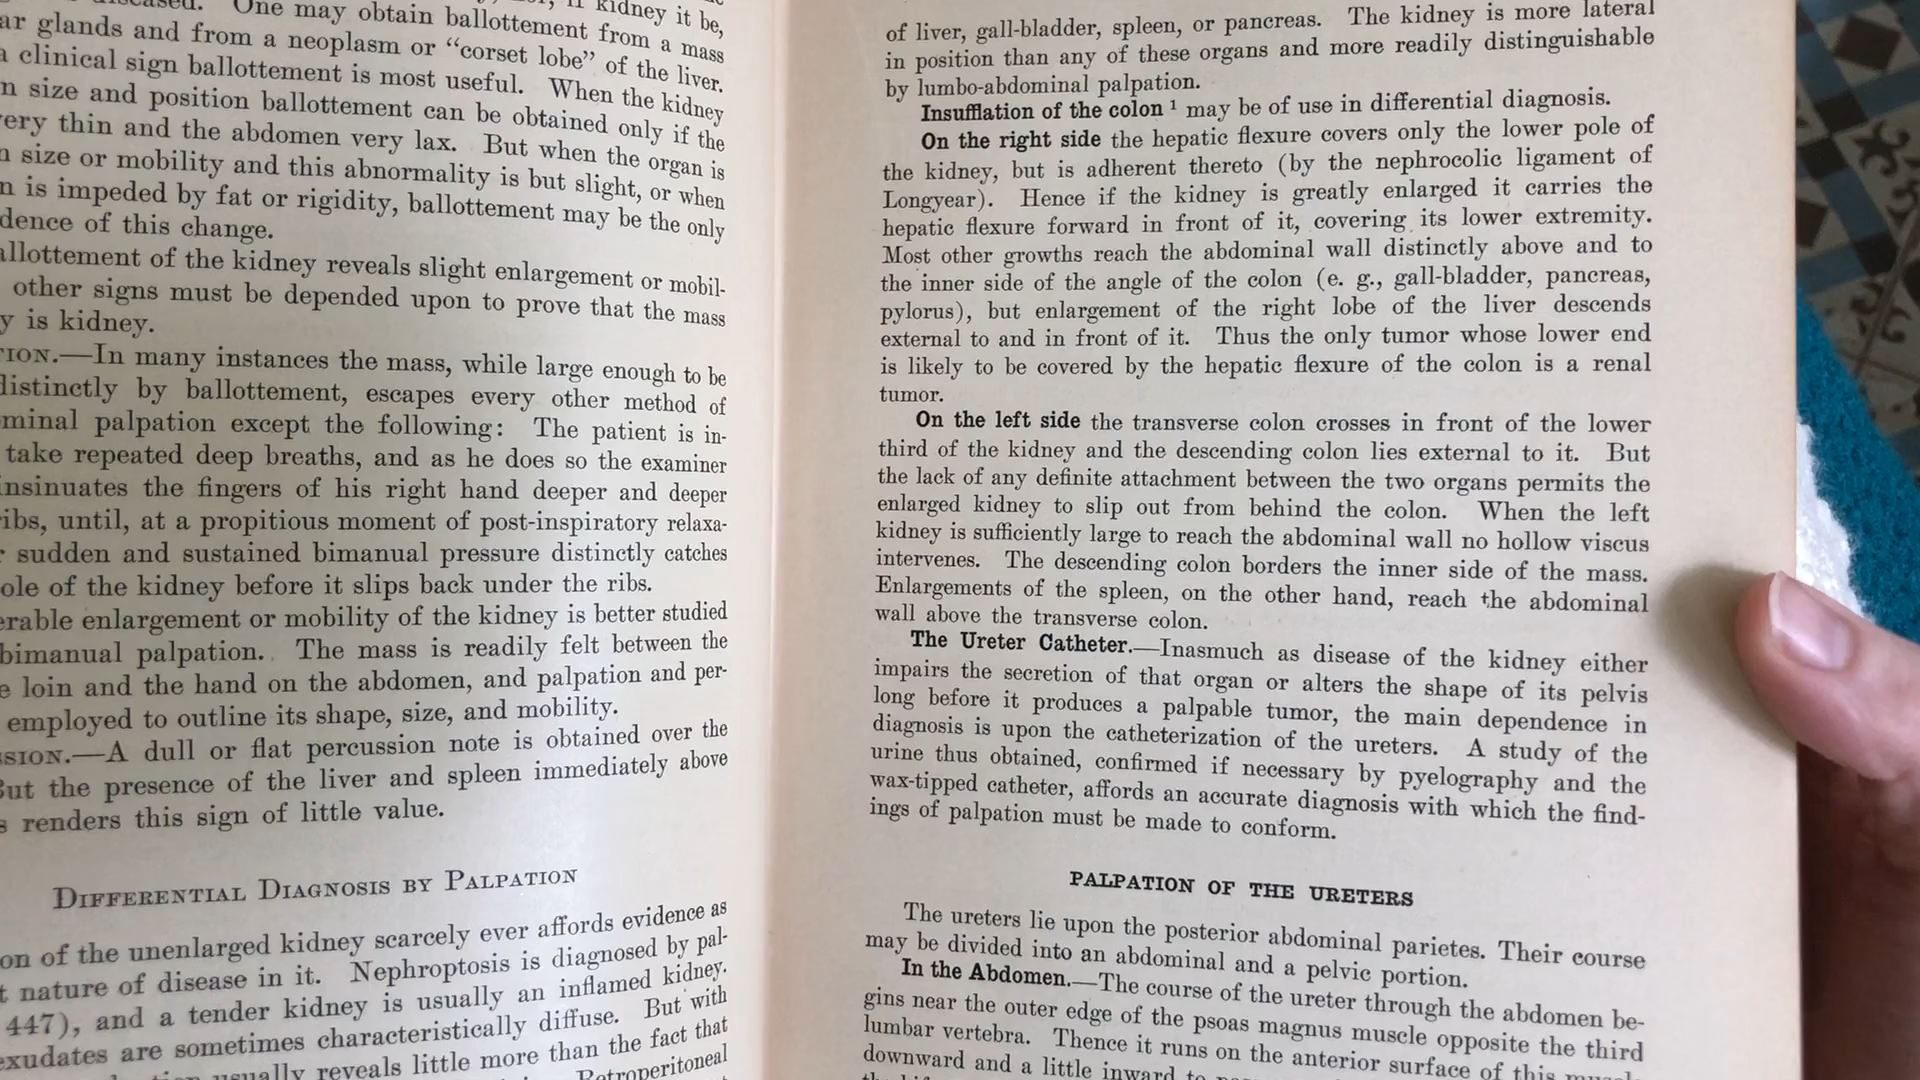 diseased. One may obtain ballottement from a mass
ar glands and from a neoplasm or “corset lobe” of the liver.
a clinical sign ballottement is most useful. When the kidney
n size and position ballottement can be obtained only if the
very thin and the abdomen very lax. But when the organ is
n size or mobility and this abnormality is but slight, or when
n is impeded by fat or rigidity, ballottement may be the only
dence of this change.
allottement of the kidney reveals slight enlargement or mobil-
other signs must be depended upon to prove that the mass
y is kidney.
TION.—In many instances the mass, while large enough to be
distinctly by ballottement, escapes every other method of
minal palpation except the following: The patient is in-
take repeated deep breaths, and as he does so the examiner
insinuates the fingers of his right hand deeper and deeper
ibs, until, at a propitious moment of post-inspiratory relaxa-
r sudden and sustained bimanual pressure distinctly catches
ole of the kidney before it slips back under the ribs.
erable enlargement or mobility of the kidney is better studied
bimanual palpation. The mass is readily felt between the
e loin and the hand on the abdomen, and palpation and per-
employed to outline its shape, size, and mobility.
SSION.—A dull or flat percussion note is obtained over the
But the presence of the liver and spleen immediately above
s renders this sign of little value.
DIFFERENTIAL DIAGNOSIS BY PALPATION
on of the unenlarged kidney scarcely ever affords evidence as
t nature of disease in it. Nephroptosis is diagnosed by pal-
447), and a tender kidney is usually an inflamed kidney.
exudates are sometimes characteristically diffuse. But with
usually reveals little more than the fact that
Retroperitoneal
of liver, gall-bladder, spleen, or pancreas. The kidney is more lateral
in position than any of these organs and more readily distinguishable
by lumbo-abdominal palpation.
Insufflation of the colon 1 may be of use in differential diagnosis.
On the right side the hepatic flexure covers only the lower pole of
the kidney, but is adherent thereto (by the nephrocolic ligament of
Longyear). Hence if the kidney is greatly enlarged it carries the
hepatic flexure forward in front of it, covering its lower extremity.
Most other growths reach the abdominal wall distinctly above and to
the inner side of the angle of the colon (e. g., gall-bladder, pancreas,
pylorus), but enlargement of the right lobe of the liver descends
external to and in front of it. Thus the only tumor whose lower end
is likely to be covered by the hepatic flexure of the colon is a renal
tumor.
On the left side the transverse colon crosses in front of the lower
third of the kidney and the descending colon lies external to it. But
the lack of any definite attachment between the two organs permits the
enlarged kidney to slip out from behind the colon. When the left
kidney is sufficiently large to reach the abdominal wall no hollow viscus
intervenes. The descending colon borders the inner side of the mass.
Enlargements of the spleen, on the other hand, reach the abdominal
wall above the transverse colon.
The Ureter Catheter.—Inasmuch as disease of the kidney either
impairs the secretion of that organ or alters the shape of its pelvis
long before it produces a palpable tumor, the main dependence in
diagnosis is upon the catheterization of the ureters. A study of the
urine thus obtained, confirmed if necessary by pyelography and the
wax-tipped catheter, affords an accurate diagnosis with which the find-
ings of palpation must be made to conform.
PALPATION OF THE URETERS
The ureters lie upon the posterior abdominal parietes. Their course
may be divided into an abdominal and a pelvic portion.
In the Abdomen.—The course of the ureter through the abdomen be-
gins near the outer edge of the psoas magnus muscle opposite the third
lumbar vertebra. Thence it runs on the anterior surface of this muscle
downward and a little inward to